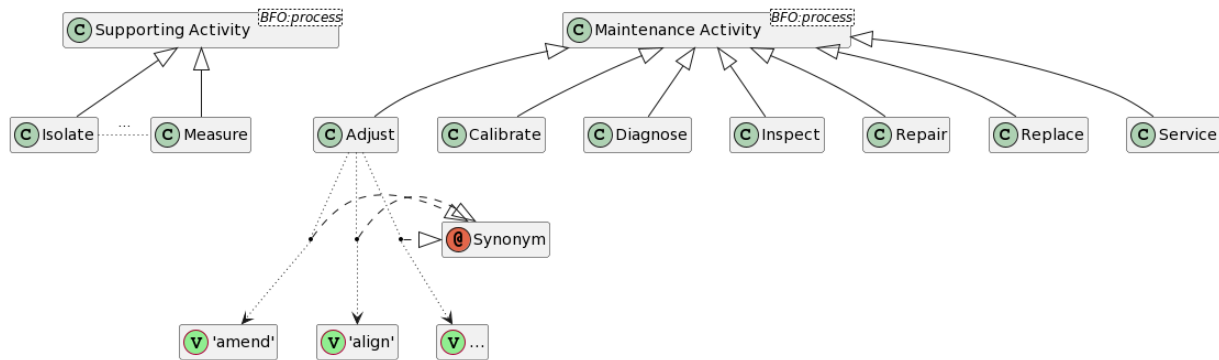 C Supporting Activity BFO:process
C Maintenance Activity BFO:process
C Isolate ... C Measure
C Adjust
C Calibrate
C Diagnose
C Inspect
C Repair
C Replace
C Service
@ Synonym
V 'amend'
V 'align'
V ...